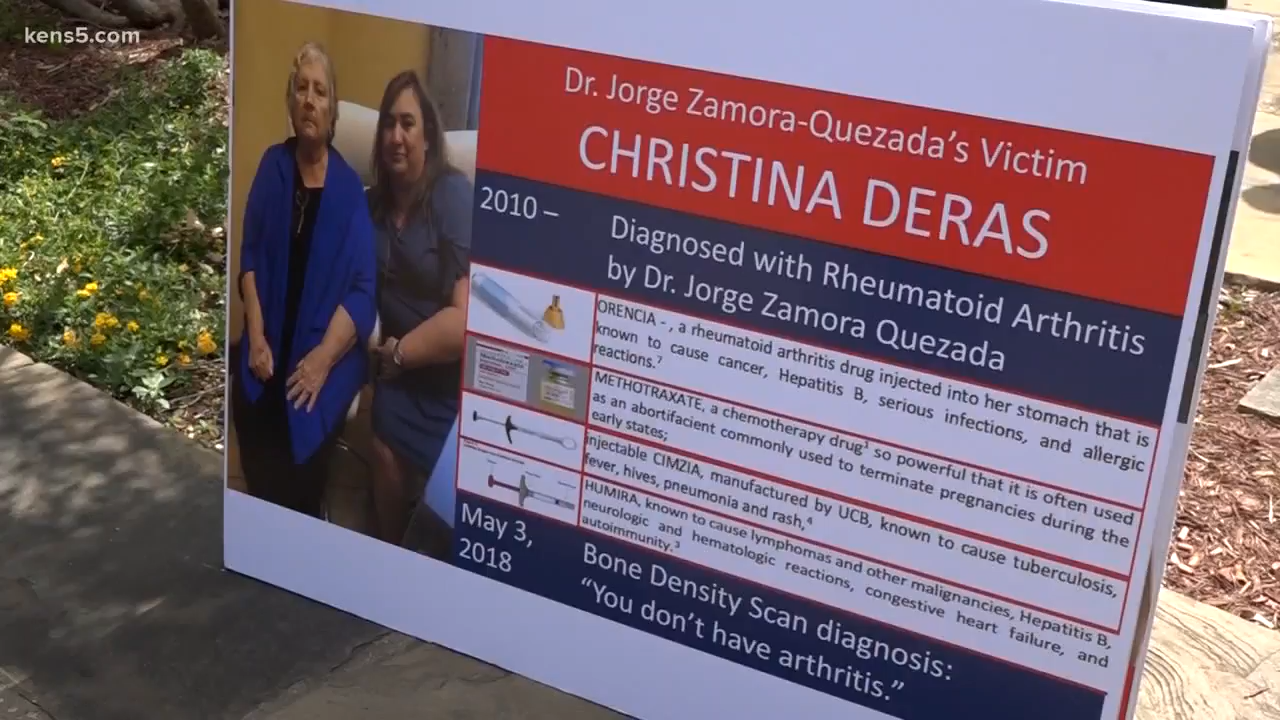 kens5.com
Dr. Jorge Zamora-Quezada's Victim
CHRISTINA DERAS
2010 –
Diagnosed with Rheumatoid Arthritis
by Dr. Jorge Zamora Quezada
ORENCIA - , a rheumatoid arthritis drug injected into her stomach that is
known to cause cancer, Hepatitis B, serious infections, and allergic
reactions.⁷
METHOTRAXATE, a chemotherapy drug¹ so powerful that it is often used
as an abortifacient commonly used to terminate pregnancies during the
early states;
injectable CIMZIA, manufactured by UCB, known to cause tuberculosis,
fever, hives, pneumonia and rash,⁴
HUMIRA, known to cause lymphomas and other malignancies, Hepatitis B,
neurologic and hematologic reactions, congestive heart failure, and
autoimmunity.³
May 3,
2018
Bone Density Scan diagnosis:
“You don’t have arthritis.”